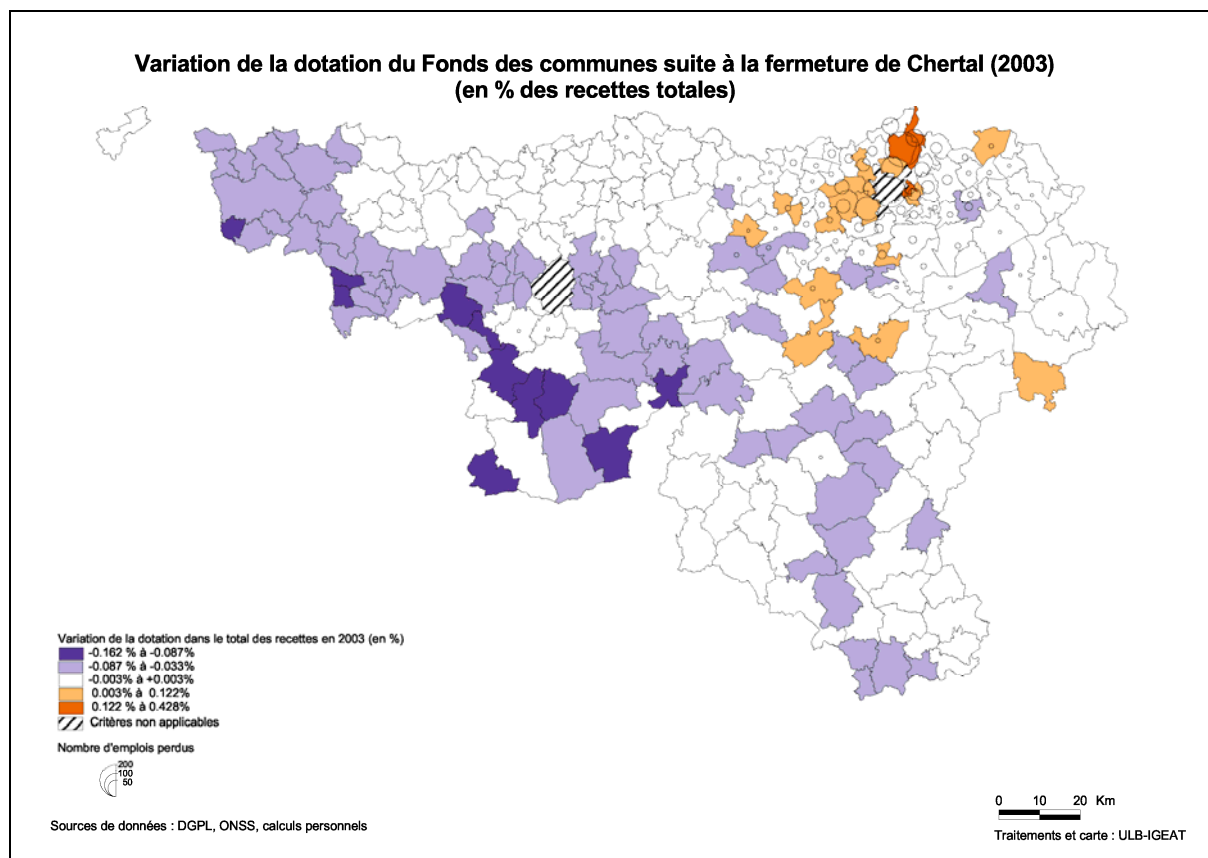 Variation de la dotation du Fonds des communes suite à la fermeture de Chertal (2003)
(en % des recettes totales)
Variation de la dotation dans le total des recettes en 2003 (en %)
-0.162 % à -0.087%
-0.087 % à -0.033%
-0.003% à +0.003%
0.003% à 0.122%
0.122 % à 0.428%
Critères non applicables
Nombre d'emplois perdus
200
100
50
0 10 20 Km
Sources de données : DGPL, ONSS, calculs personnels
Traitements et carte : ULB-IGEAT